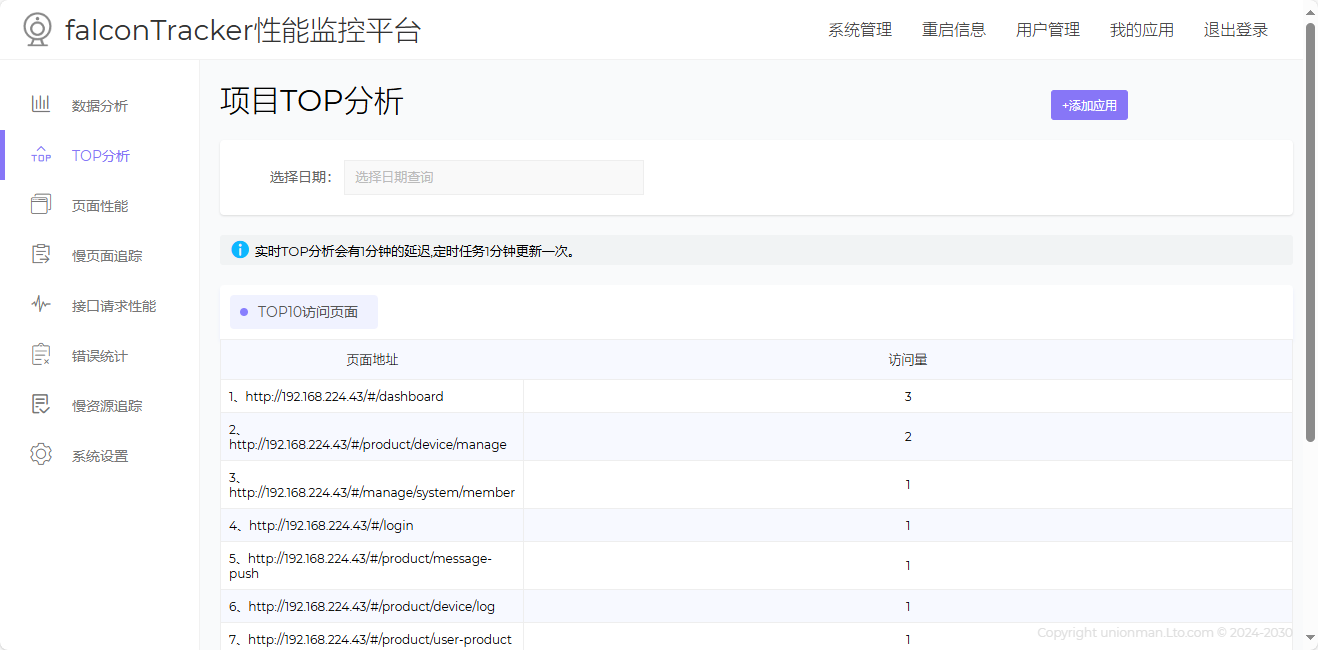 falconTracker性能监控平台
系统管理 重启信息 用户管理 我的应用 退出登录
数据分析
TOP
TOP分析
页面性能
慢页面追踪
接口请求性能
错误统计
慢资源追踪
系统设置
项目TOP分析
+添加应用
选择日期: 选择日期查询
实时TOP分析会有1分钟的延迟,定时任务1分钟更新一次。
TOP10访问页面
页面地址 访问量
1、http://192.168.224.43/#/dashboard 3
2、
http://192.168.224.43/#/product/device/manage 2
3、
http://192.168.224.43/#/manage/system/member 1
4、http://192.168.224.43/#/login 1
5、http://192.168.224.43/#/product/message-
push 1
6、http://192.168.224.43/#/product/device/log 1
7、http://192.168.224.43/#/product/user-product 1
Copyright unionman.Lto.com © 2024-2030